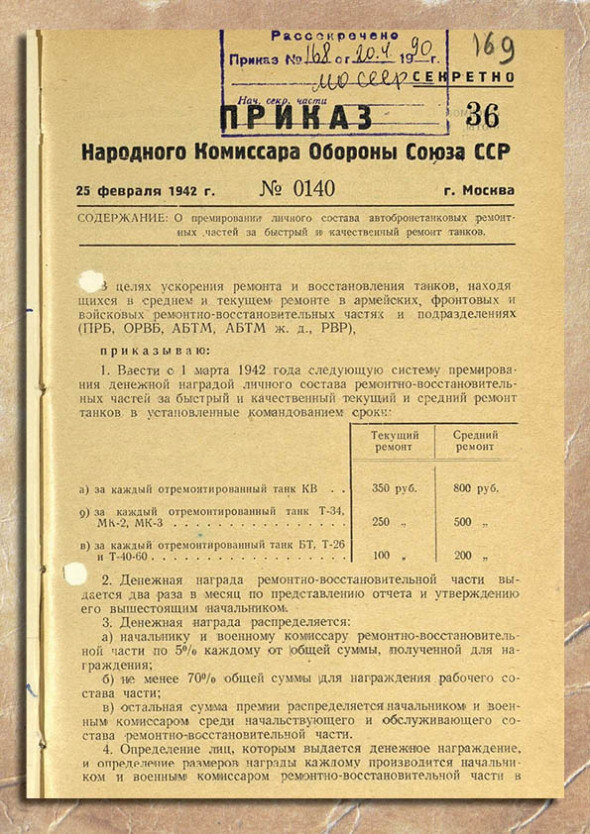 Рассекречено
Приказ № 168 от 20.4 1990 г.
МО СССР
169
СЕКРЕТНО
Нач. секр. части
ПРИКАЗ
36
Народного Комиссара Обороны Союза ССР
25 февраля 1942 г. № 0140 г. Москва
СОДЕРЖАНИЕ: О премировании личного состава автобронетанковых ремонт-
ных частей за быстрый и качественный ремонт танков.
В целях ускорения ремонта и восстановления танков, находя
щихся в среднем и текущем ремонте в армейских, фронтовых и
войсковых ремонтно-восстановительных частях и подразделениях
(ПРБ, ОРВБ, АБТМ, АБТМ ж. д., РВР),
приказываю:
1. Ввести с 1 марта 1942 года следующую систему премирова-
ния денежной наградой личного состава ремонтно-восстановитель-
ных частей за быстрый и качественный текущий и средний ремонт
танков в установленные командованием сроки:
Текущий ремонт
Средний ремонт
а) за каждый отремонтированный танк КВ . . 350 руб. 800 руб.
б) за каждый отремонтированный танк Т-34,
МК-2, МК-3 . . . . . . . . . . . . . . 250 „ 500 „
в) за каждый отремонтированный танк БТ, Т-26
и Т-40-60 . . . . . . . . . . . . . . . 100 „ 200 „
2. Денежная награда ремонтно-восстановительной части вы-
дается два раза в месяц по представлению отчета и утверждению
его вышестоящим начальником.
3. Денежная награда распределяется:
а) начальнику и военному комиссару ремонтно-восстановитель-
ной части по 5% каждому от общей суммы, полученной для на-
граждения;
б) не менее 70% общей суммы для награждения рабочего со-
става части;
в) остальная сумма премии распределяется начальником и воен-
ным комиссаром среди начальствующего и обслуживающего со-
става ремонтно-восстановительной части.
4. Определение лиц, которым выдается денежное награждение,
и определение размеров награды каждому производится начальни-
ком и военным комиссаром ремонтно-восстановительной части в